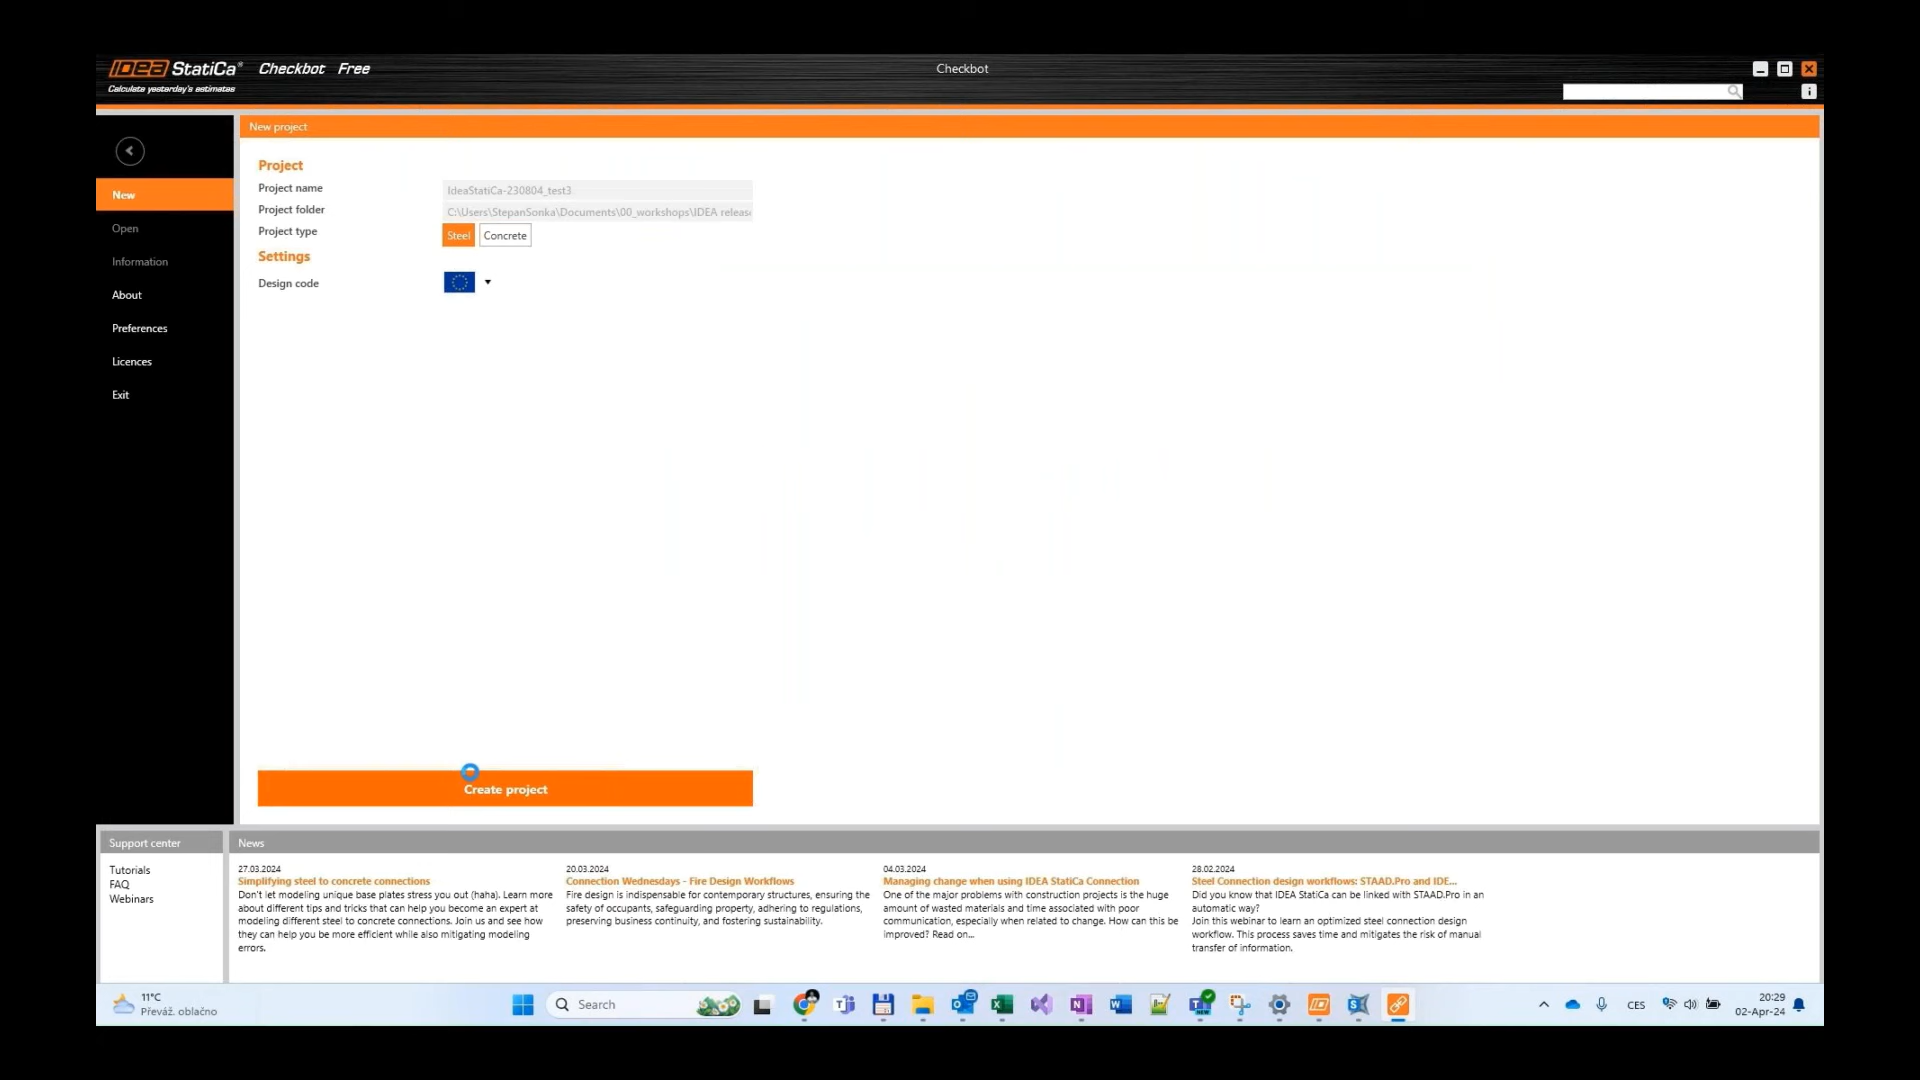 IDEA StatiCa® Checkbot Free
Calculate yesterday's estimates
Checkbot
New project
New
Open
Information
About
Preferences
Licences
Exit
Project
Project name
IdeaStatiCa-230804_test3
Project folder
C:\Users\StepanSonka\Documents\00_workshops\IDEA release
Project type
Steel
Concrete
Settings
Design code
Create project
Support center
Tutorials
FAQ
Webinars
News
27.03.2024
Simplifying steel to concrete connections
Don't let modeling unique base plates stress you out (haha). Learn more
about different tips and tricks that can help you become an expert at
modeling different steel to concrete connections. Join us and see how
they can help you be more efficient while also mitigating modeling
errors.
20.03.2024
Connection Wednesdays - Fire Design Workflows
Fire design is indispensable for contemporary structures, ensuring the
safety of occupants, safeguarding property, adhering to regulations,
preserving business continuity, and fostering sustainability.
04.03.2024
Managing change when using IDEA StatiCa Connection
One of the major problems with construction projects is the huge
amount of wasted materials and time associated with poor
communication, especially when related to change. How can this be
improved? Read on...
28.02.2024
Steel Connection design workflows: STAAD.Pro and IDE...
Did you know that IDEA StatiCa can be linked with STAAD.Pro in an
automatic way?
Join this webinar to learn an optimized steel connection design
workflow. This process saves time and mitigates the risk of manual
transfer of information.
11°C
Převáž. oblačno
Search
CES
20:29
02-Apr-24